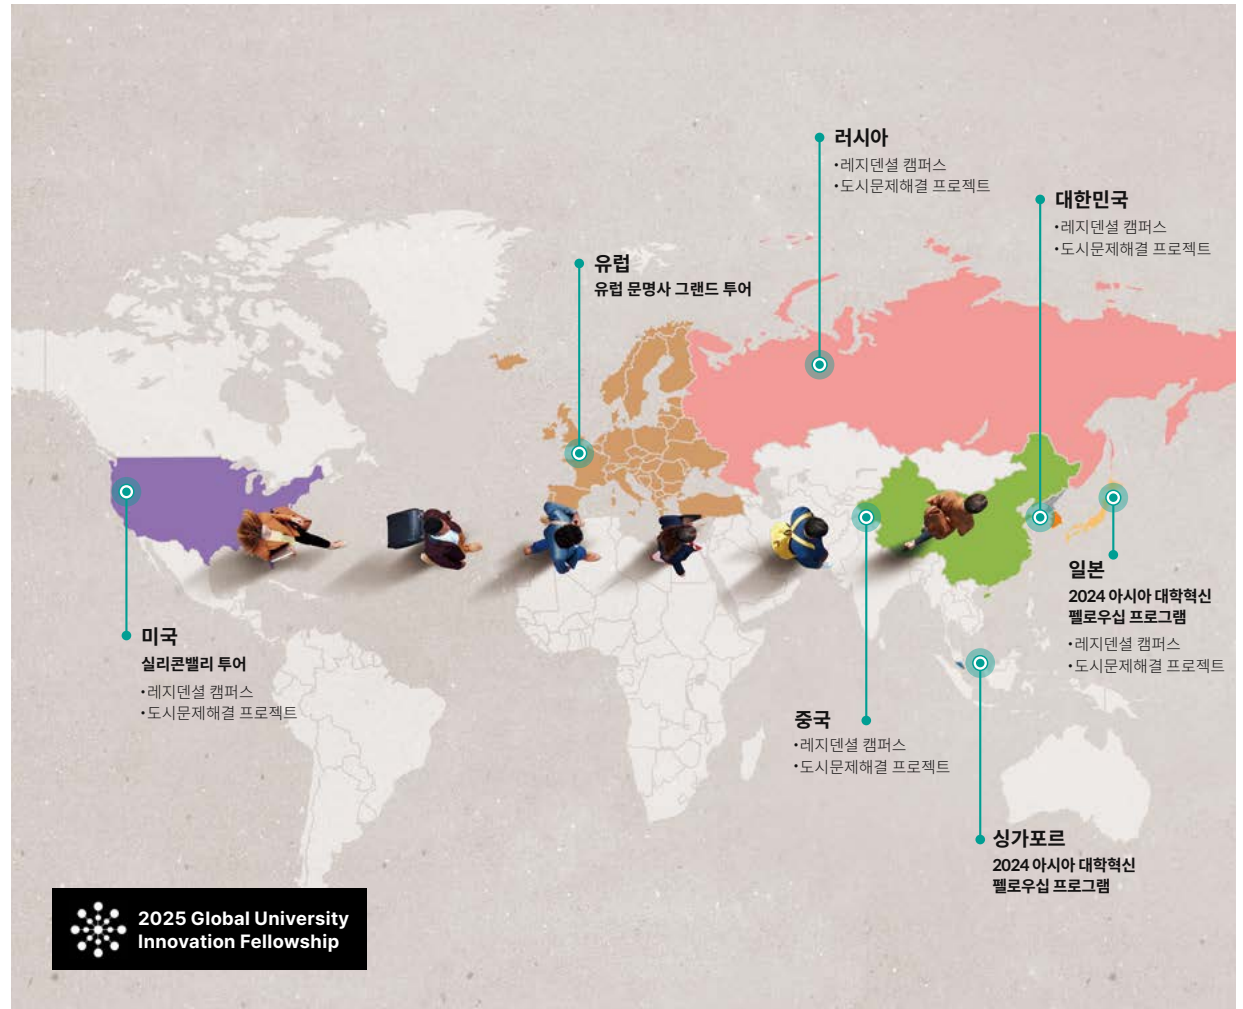 러시아
•레지덴셜 캠퍼스
•도시문제해결 프로젝트
대한민국
•레지덴셜 캠퍼스
•도시문제해결 프로젝트
유럽
유럽 문명사 그랜드 투어
일본
2024 아시아 대학혁신
펠로우십 프로그램
•레지덴셜 캠퍼스
•도시문제해결 프로젝트
미국
실리콘밸리 투어
•레지덴셜 캠퍼스
•도시문제해결 프로젝트
중국
•레지덴셜 캠퍼스
•도시문제해결 프로젝트
싱가포르
2024 아시아 대학혁신
펠로우십 프로그램
2025 Global University
Innovation Fellowship